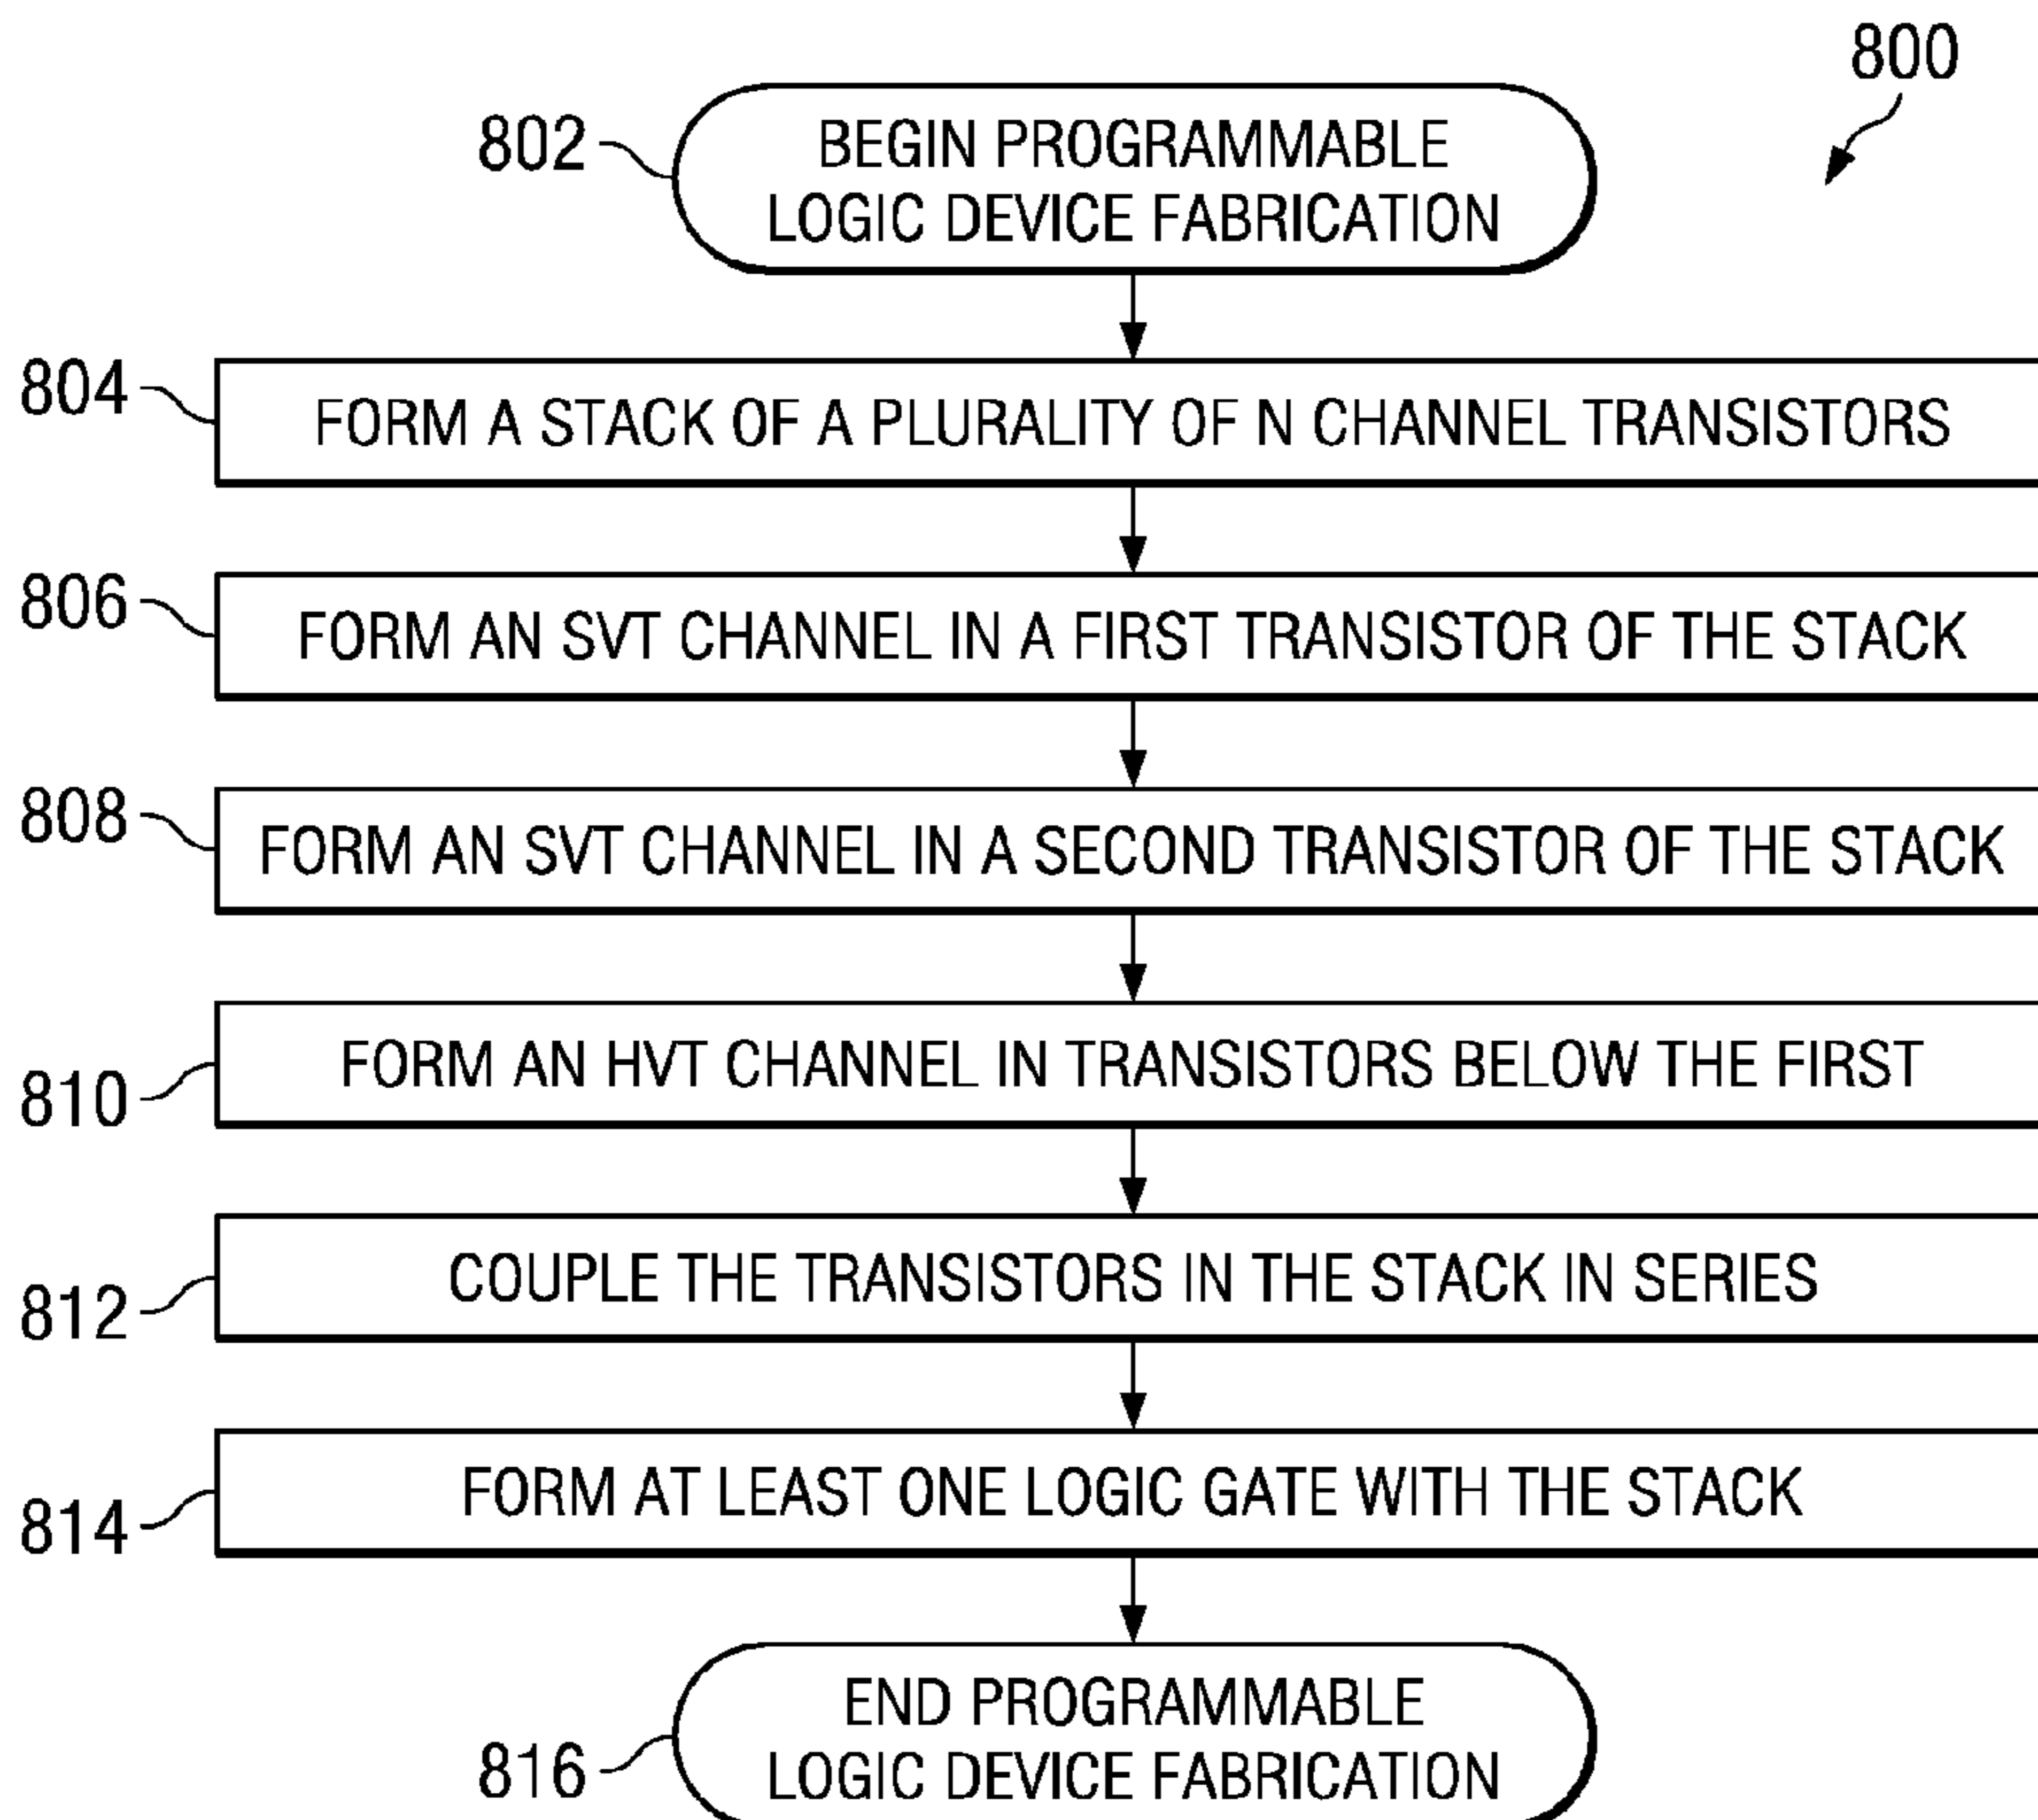 800
802
BEGIN PROGRAMMABLE
LOGIC DEVICE FABRICATION
804
FORM A STACK OF A PLURALITY OF N CHANNEL TRANSISTORS
806
FORM AN SVT CHANNEL IN A FIRST TRANSISTOR OF THE STACK
808
FORM AN SVT CHANNEL IN A SECOND TRANSISTOR OF THE STACK
810
FORM AN HVT CHANNEL IN TRANSISTORS BELOW THE FIRST
812
COUPLE THE TRANSISTORS IN THE STACK IN SERIES
814
FORM AT LEAST ONE LOGIC GATE WITH THE STACK
816
END PROGRAMMABLE
LOGIC DEVICE FABRICATION